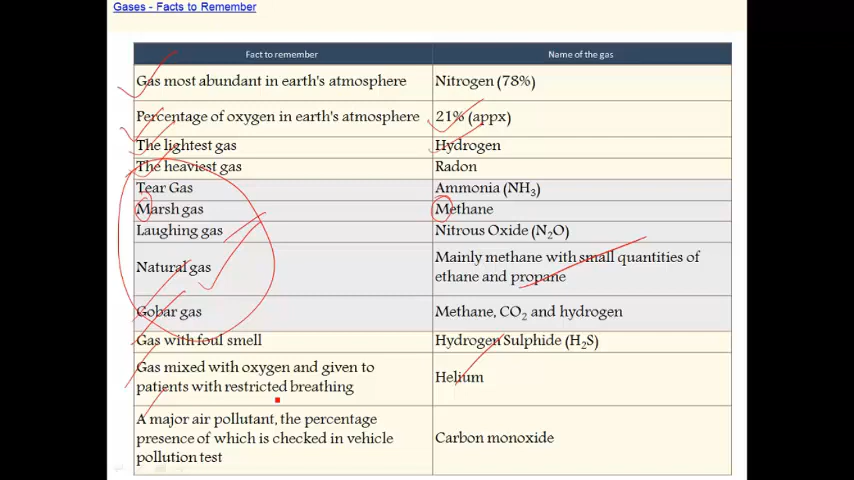 Gases - Facts to Remember
Fact to remember
Name of the gas
Gas most abundant in earth's atmosphere
Nitrogen (78%)
Percentage of oxygen in earth's atmosphere
21% (appx)
The lightest gas
Hydrogen
The heaviest gas
Radon
Tear Gas
Ammonia (NH3)
Marsh gas
Methane
Laughing gas
Nitrous Oxide (N2O)
Natural gas
Mainly methane with small quantities of
ethane and propane
Gobar gas
Methane, CO2 and hydrogen
Gas with foul smell
Hydrogen Sulphide (H2S)
Gas mixed with oxygen and given to
patients with restricted breathing
Helium
A major air pollutant, the percentage
presence of which is checked in vehicle
pollution test
Carbon monoxide